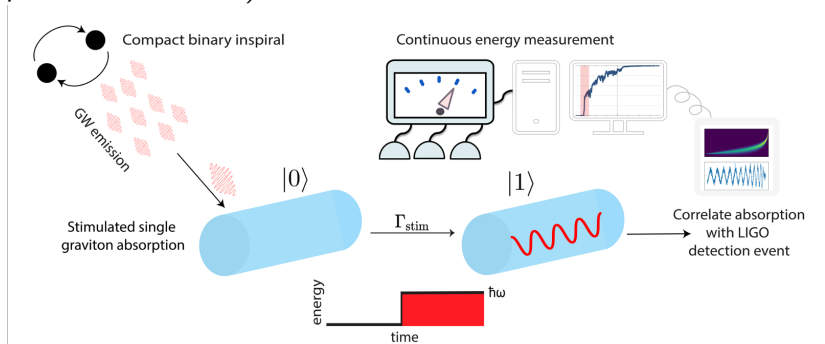 Compact binary inspiral
Continuous energy measurement
GW emission
|0⟩
|1⟩
Stimulated single
graviton absorption
Γstim
Correlate absorption
with LIGO
detection event
energy
ħω
time